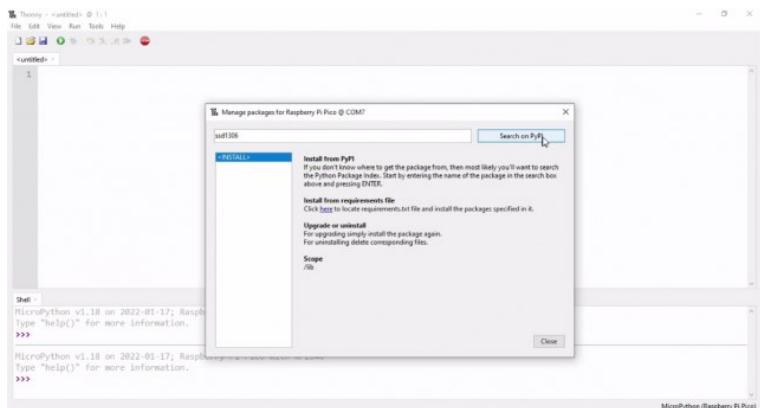 Thonny - <untitled> @ 1:1
File Edit View Run Tools Help
<untitled>
1
Manage packages for Raspberry Pi Pico @ COM7
ssd1306
Search on PyPI
<INSTALL>
Install from PyPI
If you don't know where to get the package from, then most likely you'll want to search
the Python Package Index. Start by entering the name of the package in the search box
above and pressing ENTER.
Install from requirements file
Click here to locate requirements.txt file and install the packages specified in it.
Upgrade or uninstall
For upgrading simply install the package again.
For uninstalling delete corresponding files.
Scope
/lib
Close
Shell
MicroPython v1.18 on 2022-01-17; Raspb
Type "help()" for more information.
>>>
MicroPython v1.18 on 2022-01-17; Raspberry Pi Pico with RP2040
Type "help()" for more information.
>>>
MicroPython (Raspberry Pi Pico)